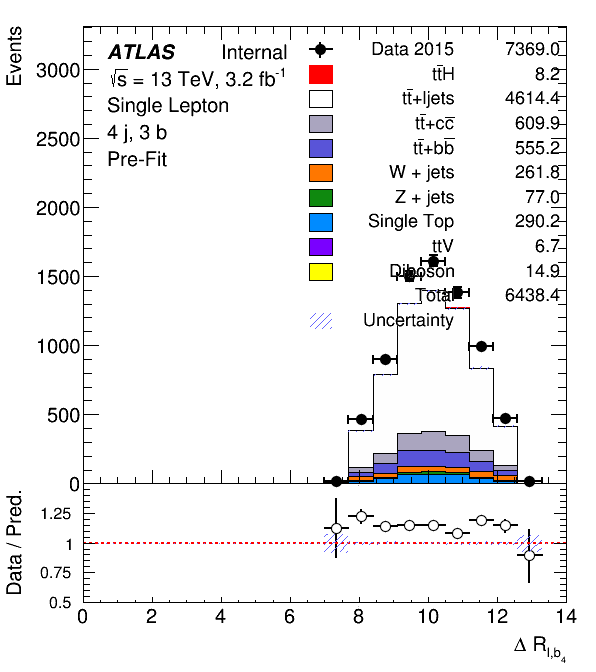 Events
3000
2500
2000
1500
1000
500
0
ATLAS Internal
√s = 13 TeV, 3.2 fb⁻¹
Single Lepton
4 j, 3 b
Pre-Fit
Data 2015 7369.0
tt̅H 8.2
tt̅+ljets 4614.4
tt̅+cc̅ 609.9
tt̅+bb̅ 555.2
W + jets 261.8
Z + jets 77.0
Single Top 290.2
ttV 6.7
Diboson 14.9
Total 6438.4
Uncertainty
Data / Pred.
1.25
1
0.75
0.5
0 2 4 6 8 10 12 14
Δ R_{l,b_4}